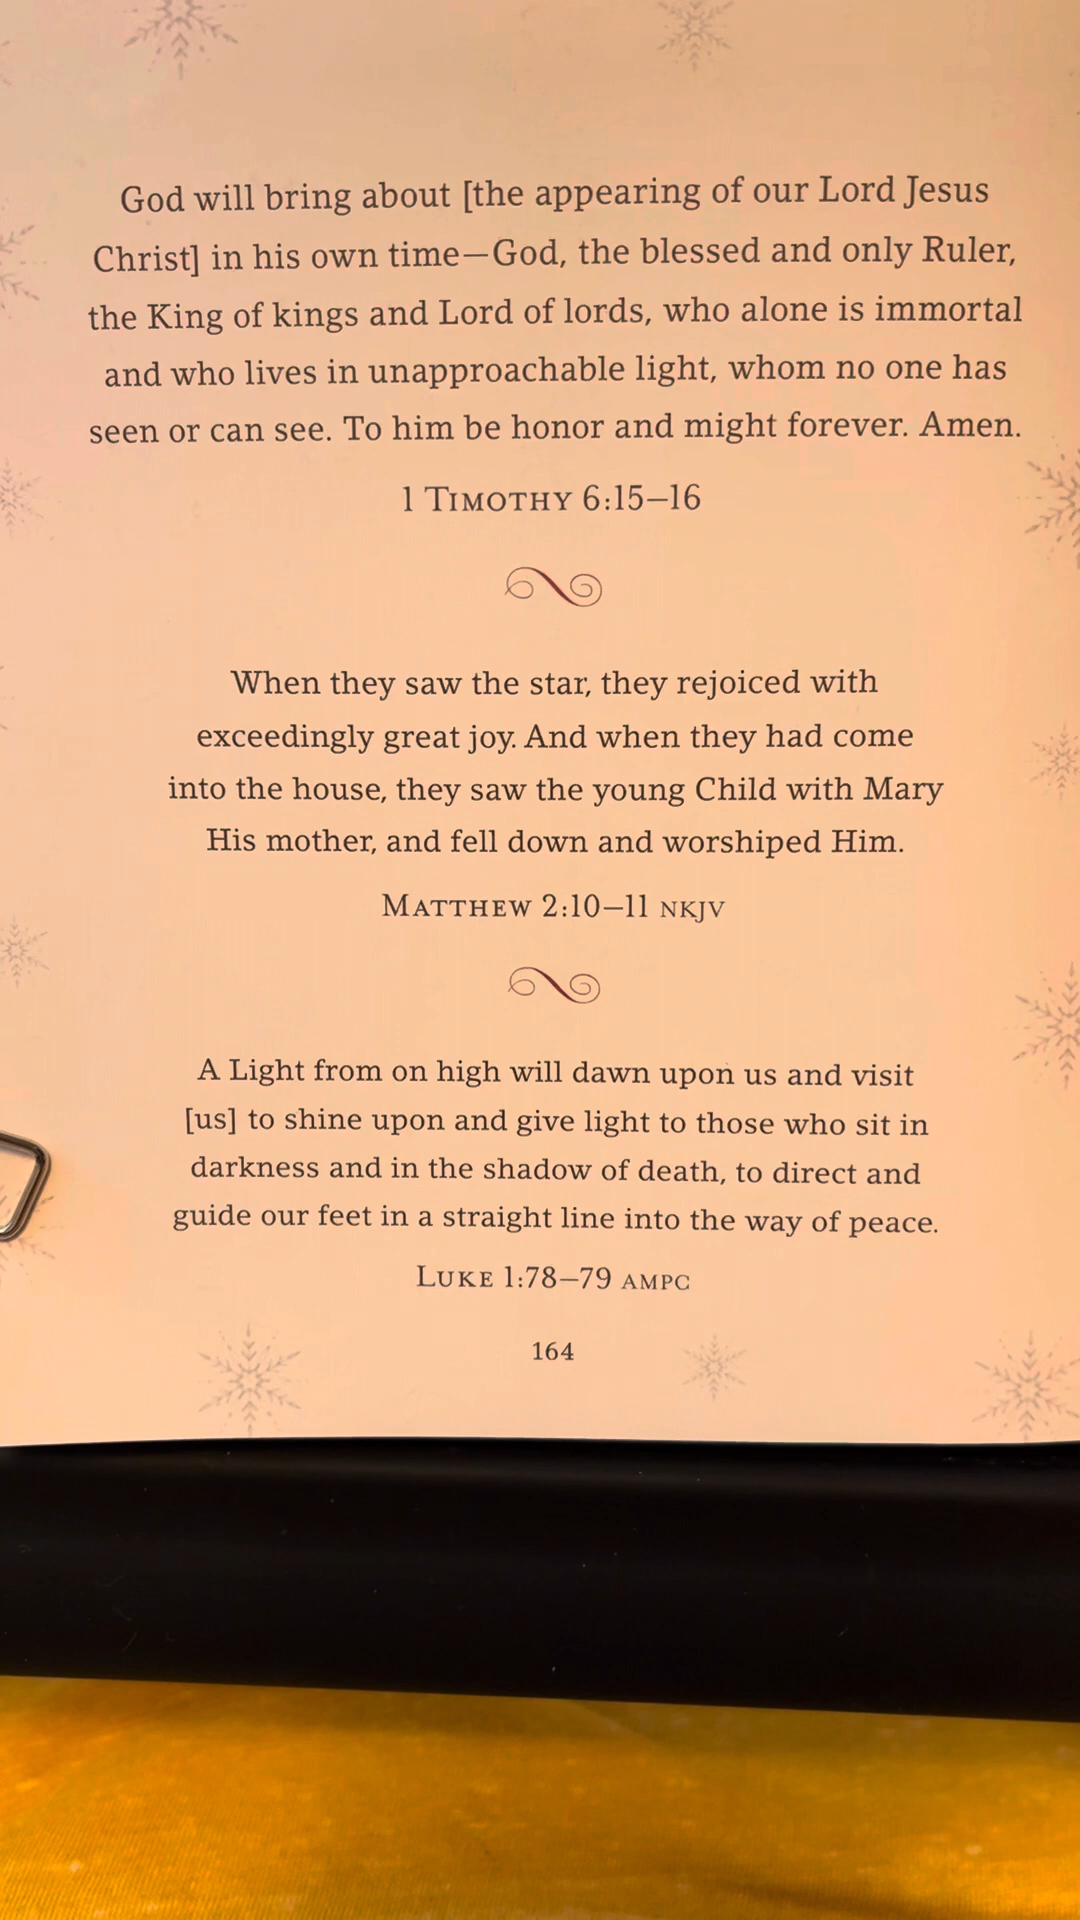 God will bring about [the appearing of our Lord Jesus
Christ] in his own time—God, the blessed and only Ruler,
the King of kings and Lord of lords, who alone is immortal
and who lives in unapproachable light, whom no one has
seen or can see. To him be honor and might forever. Amen.
1 TIMOTHY 6:15–16
When they saw the star, they rejoiced with
exceedingly great joy. And when they had come
into the house, they saw the young Child with Mary
His mother, and fell down and worshiped Him.
MATTHEW 2:10–11 NKJV
A Light from on high will dawn upon us and visit
[us] to shine upon and give light to those who sit in
darkness and in the shadow of death, to direct and
guide our feet in a straight line into the way of peace.
LUKE 1:78–79 AMPC
164